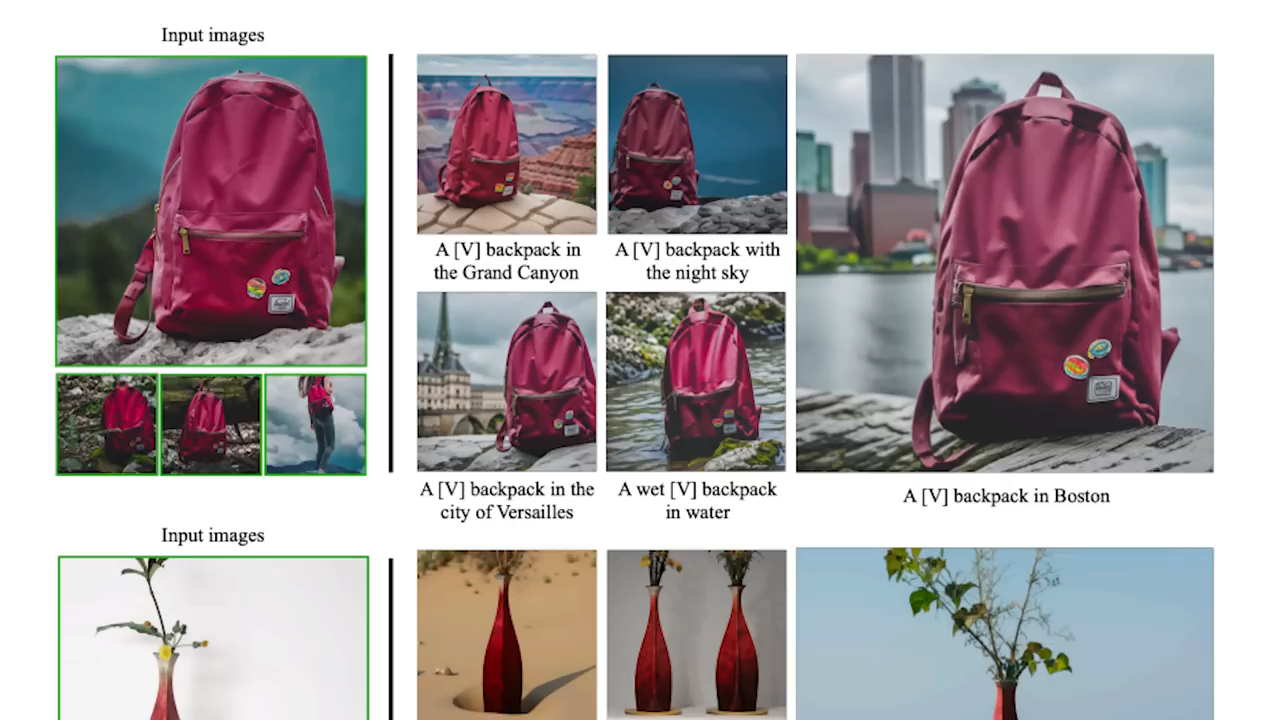 Input images
A [V] backpack in
the Grand Canyon
A [V] backpack with
the night sky
A [V] backpack in the
city of Versailles
A wet [V] backpack
in water
A [V] backpack in Boston
Input images